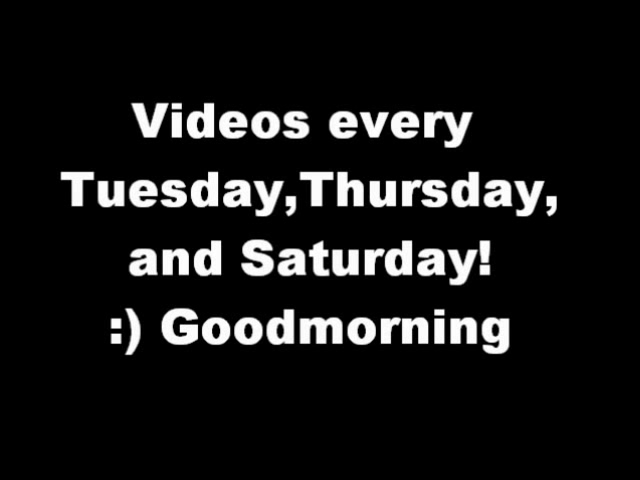 Videos every
Tuesday,Thursday,
and Saturday!
:) Goodmorning